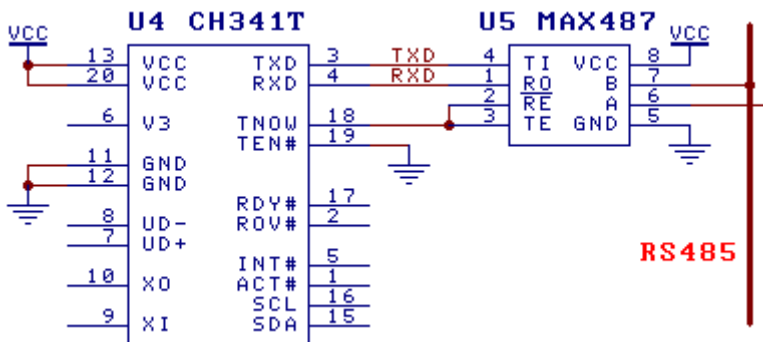 U4 CH341T U5 MAX487
VCC VCC
13 VCC TXD 3 TXD 4 TI VCC 8
20 VCC RXD 4 RXD 1 RO B 7
2 RE A 6
6 V3 TNOW 18 3 TE GND 5
TEN# 19
11 GND
12 GND
RDY# 17
8 UD- ROV# 2
7 UD+
RS485
INT# 5
10 XO ACT# 1
SCL 16
9 XI SDA 15